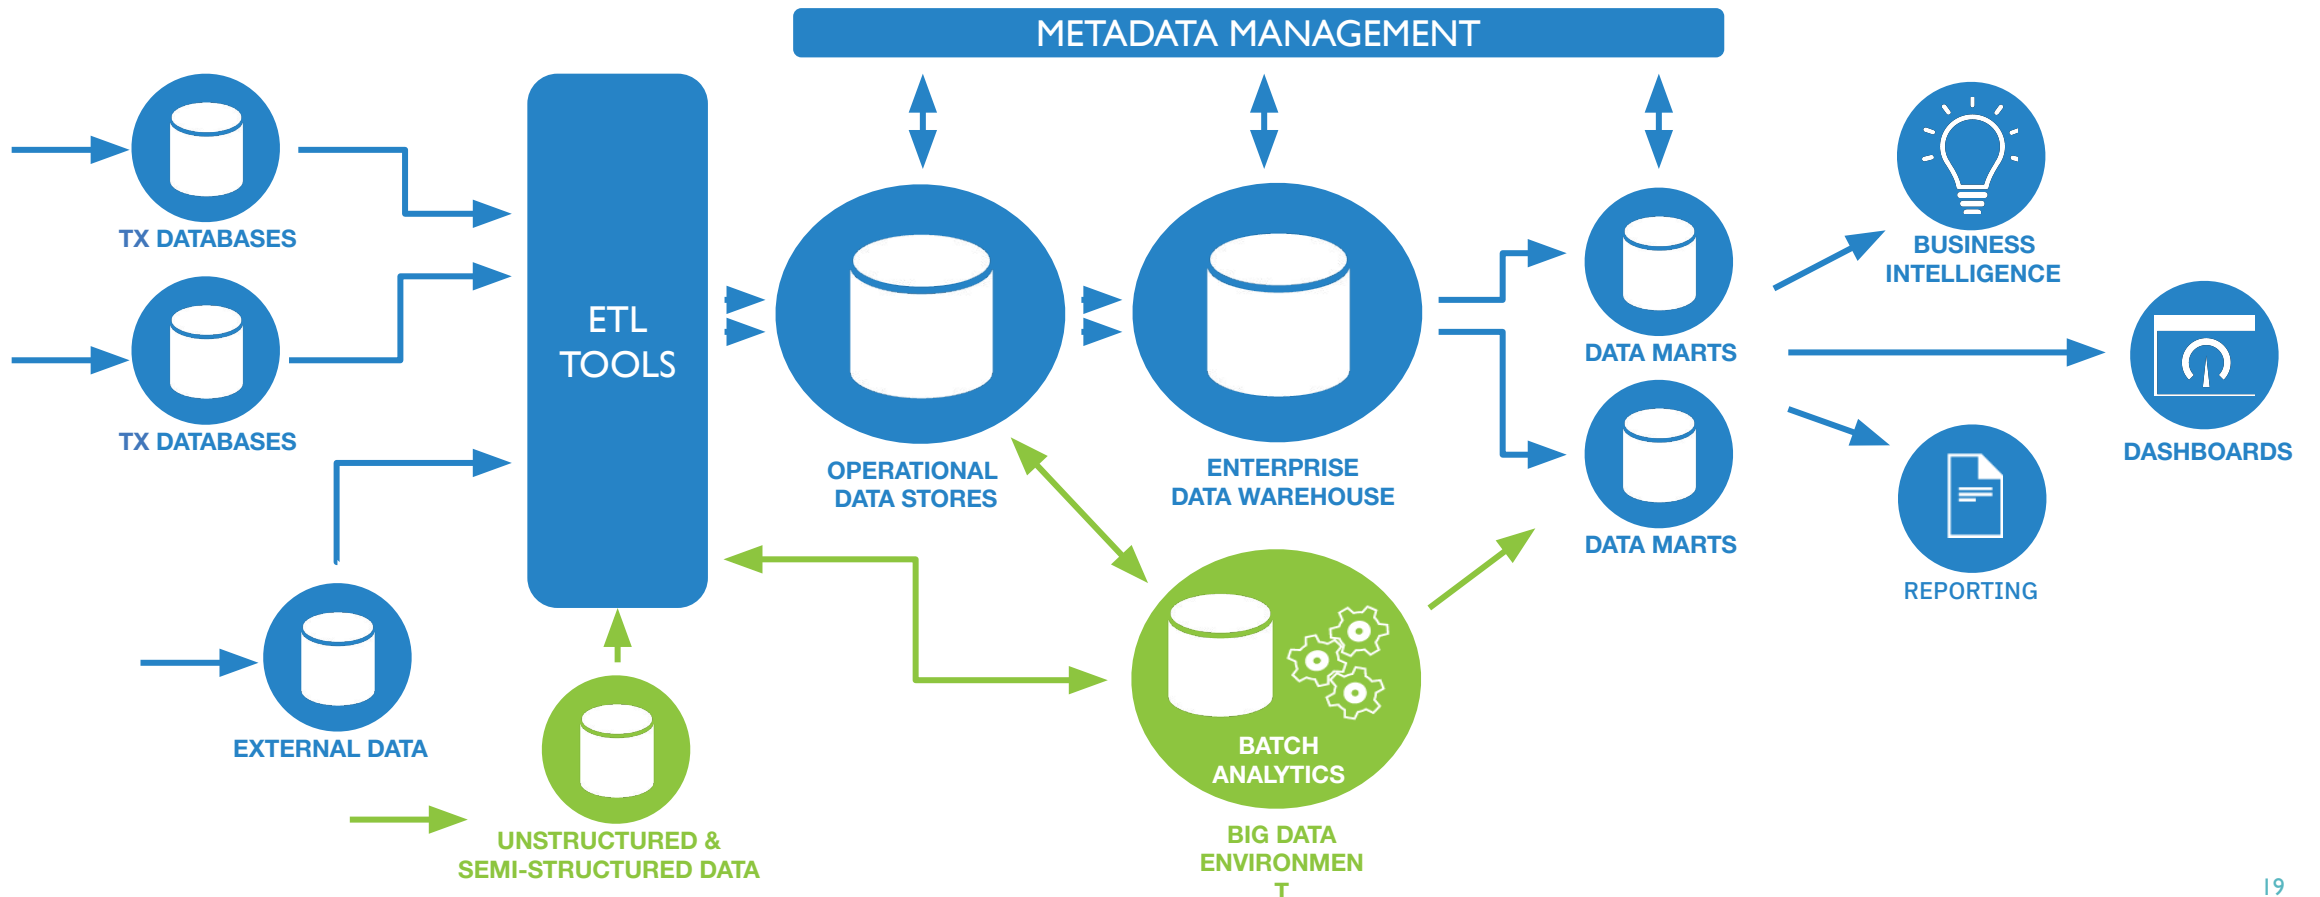 METADATA MANAGEMENT
TX DATABASES
TX DATABASES
EXTERNAL DATA
UNSTRUCTURED &
SEMI-STRUCTURED DATA
ETL
TOOLS
OPERATIONAL
DATA STORES
ENTERPRISE
DATA WAREHOUSE
BATCH
ANALYTICS
BIG DATA
ENVIRONMEN
T
DATA MARTS
DATA MARTS
BUSINESS
INTELLIGENCE
DASHBOARDS
REPORTING
19